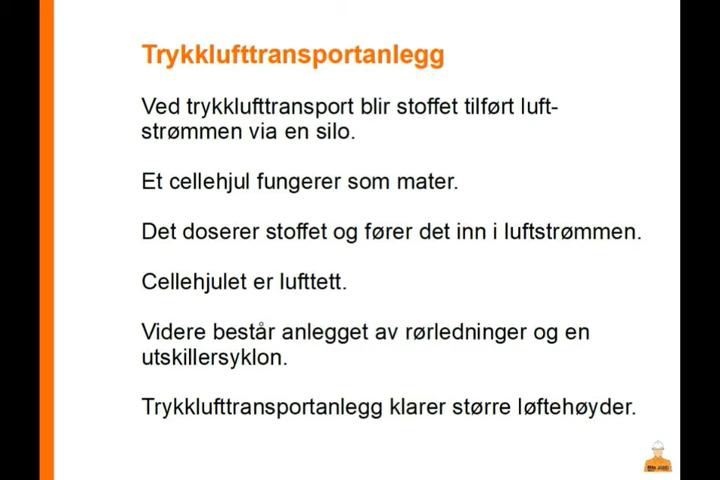 Trykklufttransportanlegg
Ved trykklufttransport blir stoffet tilført luft-
strømmen via en silo.
Et cellehjul fungerer som mater.
Det doserer stoffet og fører det inn i luftstrømmen.
Cellehjulet er lufttett.
Videre består anlegget av rørledninger og en
utskillersyklon.
Trykklufttransportanlegg klarer større løftehøyder.